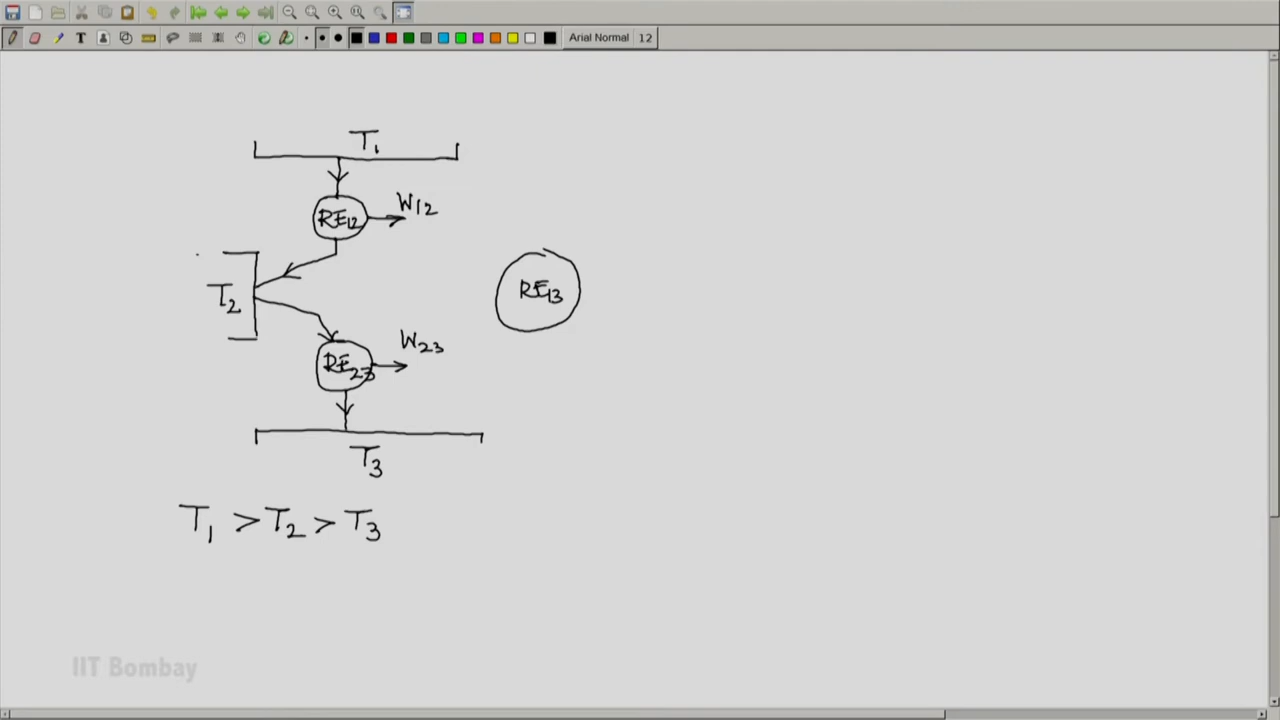 Arial Normal 12
T₁
RE₁₂
W₁₂
T₂
RE₁₃
RE₂₃
W₂₃
T₃
T₁ > T₂ > T₃
IIT Bombay